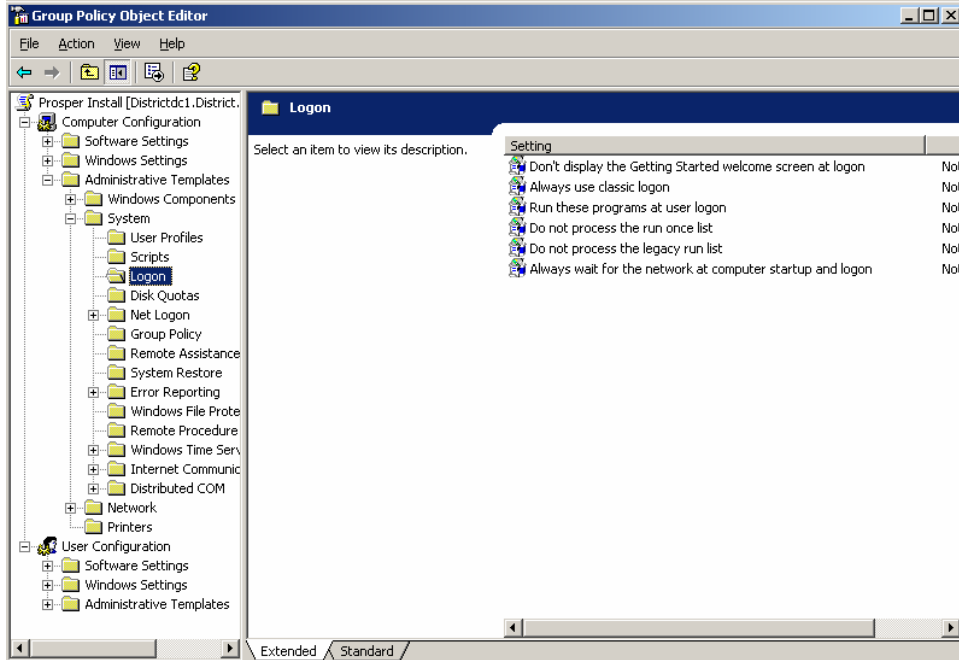 Group Policy Object Editor
File Action View Help
Prosper Install [Districtdc1.District.
Computer Configuration
Software Settings
Windows Settings
Administrative Templates
Windows Components
System
User Profiles
Scripts
Logon
Disk Quotas
Net Logon
Group Policy
Remote Assistance
System Restore
Error Reporting
Windows File Prote
Remote Procedure
Windows Time Serv
Internet Communic
Distributed COM
Network
Printers
User Configuration
Software Settings
Windows Settings
Administrative Templates
Logon
Select an item to view its description.
Setting
Don't display the Getting Started welcome screen at logon Not
Always use classic logon Not
Run these programs at user logon Not
Do not process the run once list Not
Do not process the legacy run list Not
Always wait for the network at computer startup and logon Not
Extended Standard